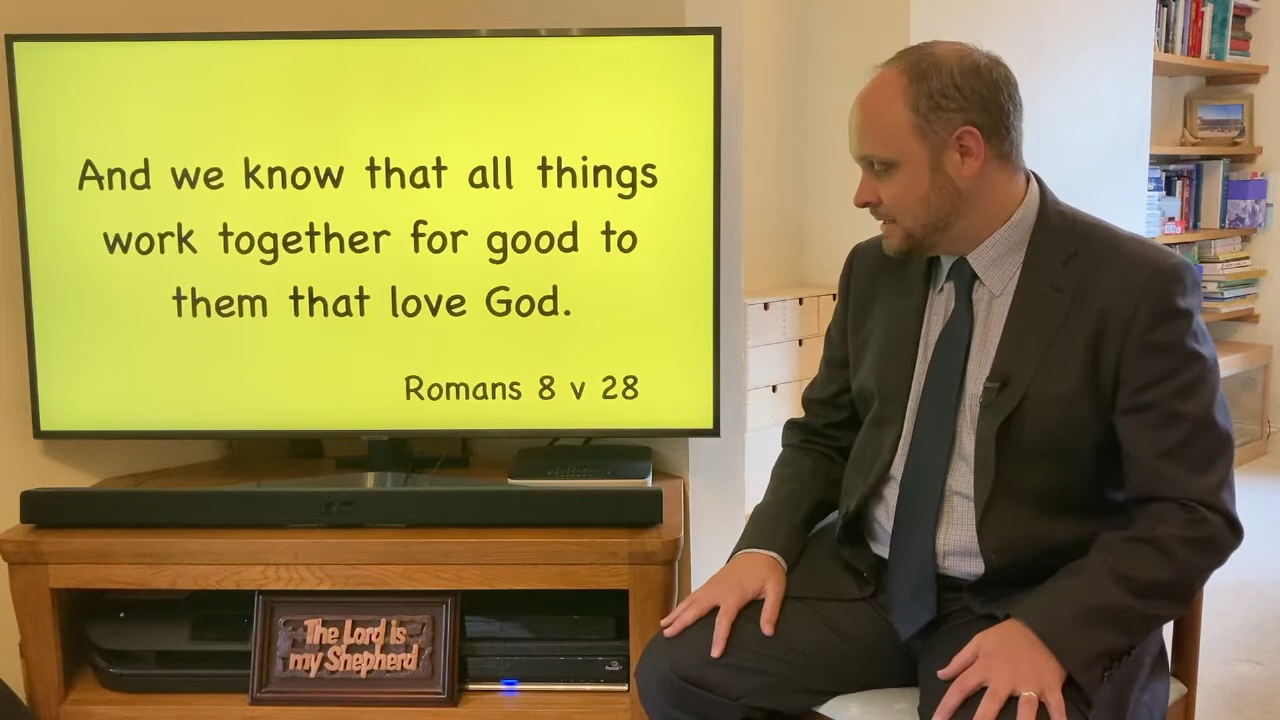 And we know that all things
work together for good to
them that love God.
Romans 8 v 28
The Lord is
my Shepherd